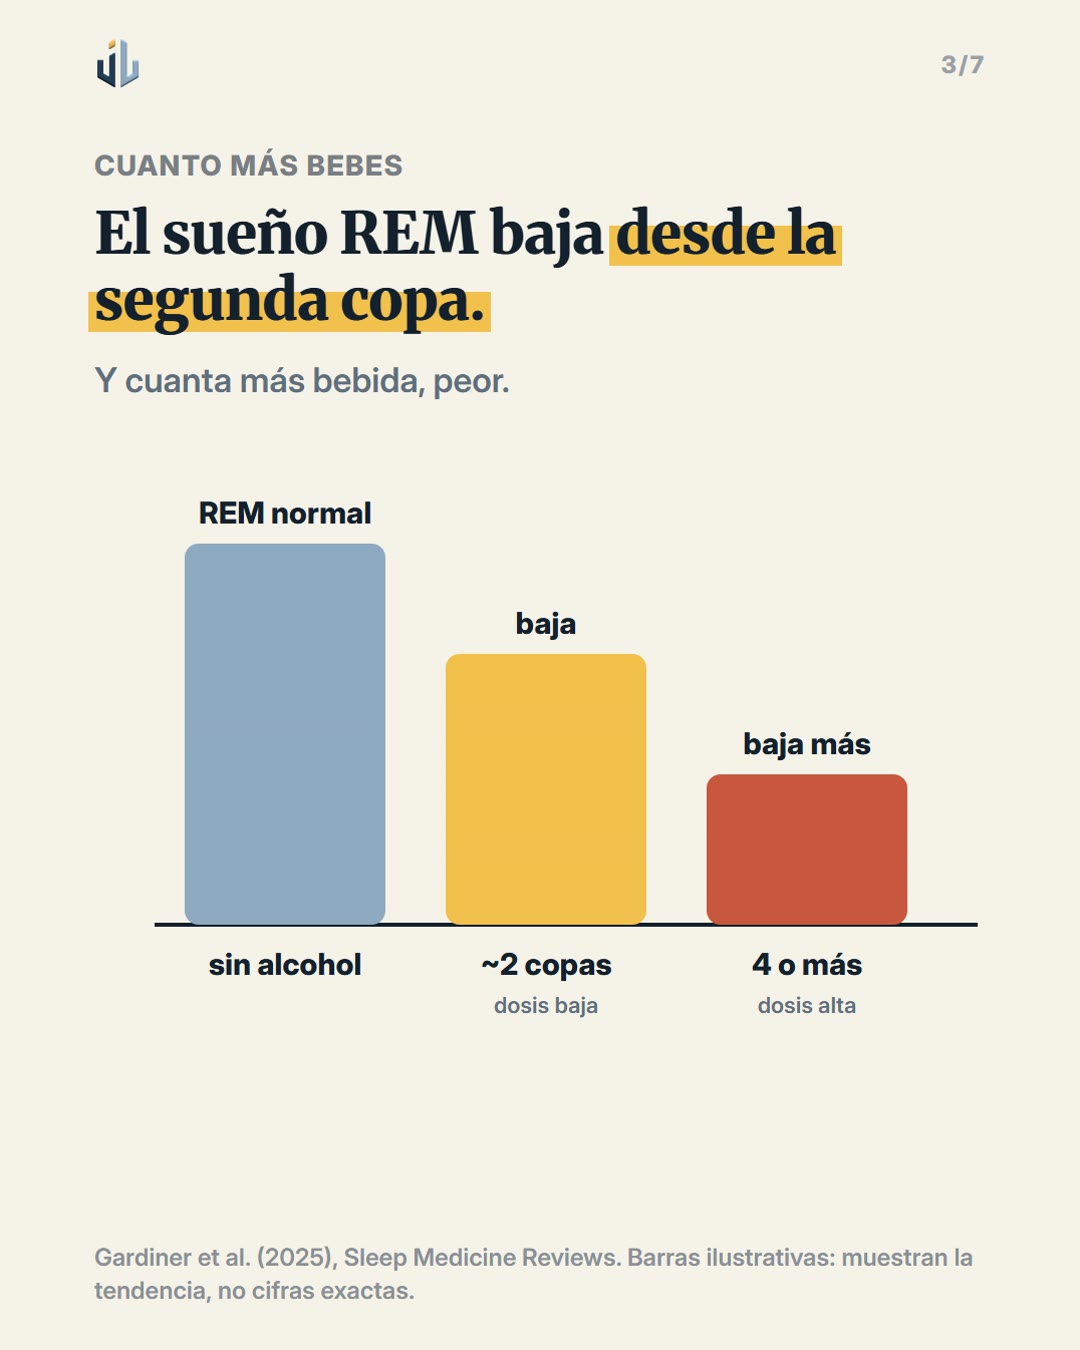 3/7
CUANTO MÁS BEBES
El sueño REM baja desde la
segunda copa.
Y cuanta más bebida, peor.
REM normal
baja
baja más
sin alcohol
~2 copas
4 o más
dosis baja
dosis alta
Gardiner et al. (2025), Sleep Medicine Reviews. Barras ilustrativas: muestran la
tendencia, no cifras exactas.